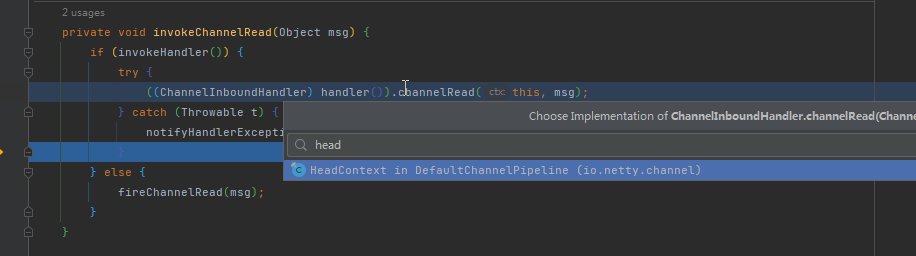 2 usages
private void invokeChannelRead(Object msg) {
if (invokeHandler()) {
try {
((ChannelInboundHandler) handler()).channelRead( ctx: this, msg);
} catch (Throwable t) {
Choose Implementation of ChannelInboundHandler.channelRead(Channe
notifyHandlerExcepti
head
}
HeadContext in DefaultChannelPipeline (io.netty.channel)
} else {
fireChannelRead(msg);
}
}